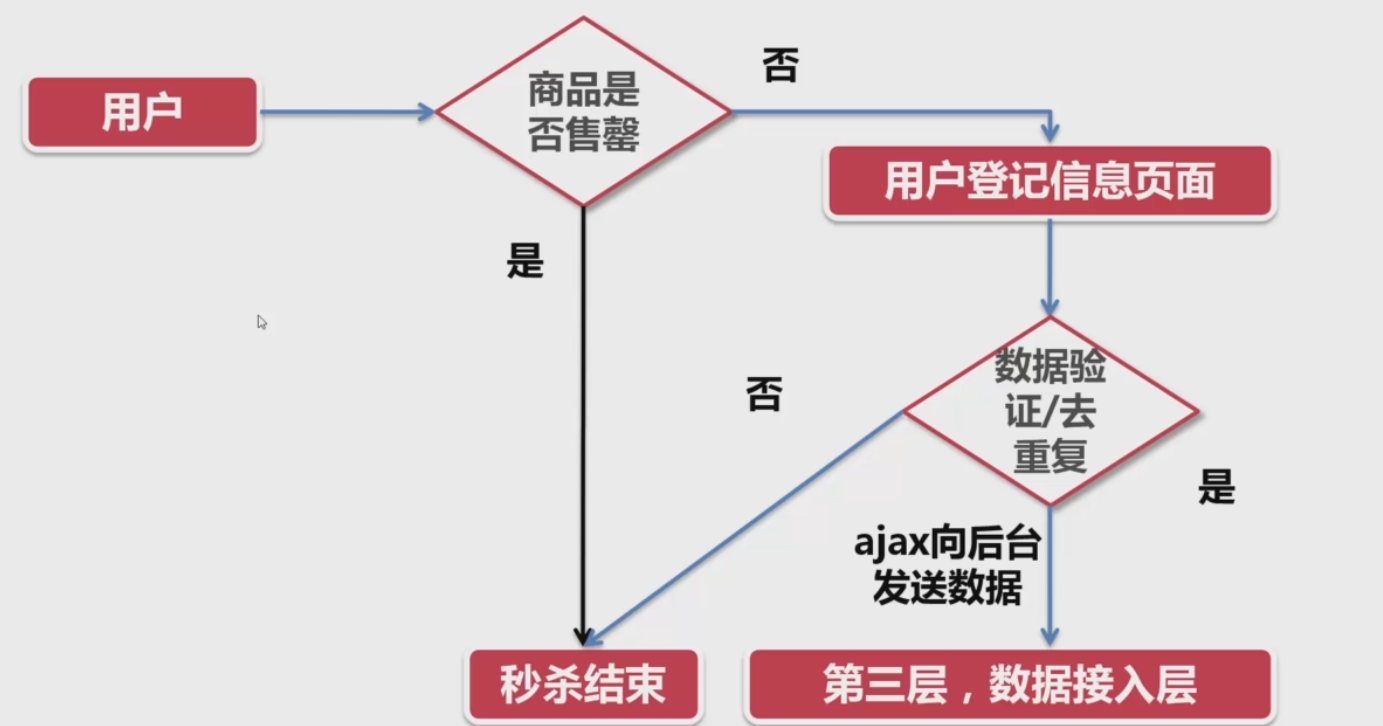 用户
商品是
否售罄
否
用户登记信息页面
是
数据验
证/去
重复
否
是
ajax向后台
发送数据
秒杀结束
第三层，数据接入层